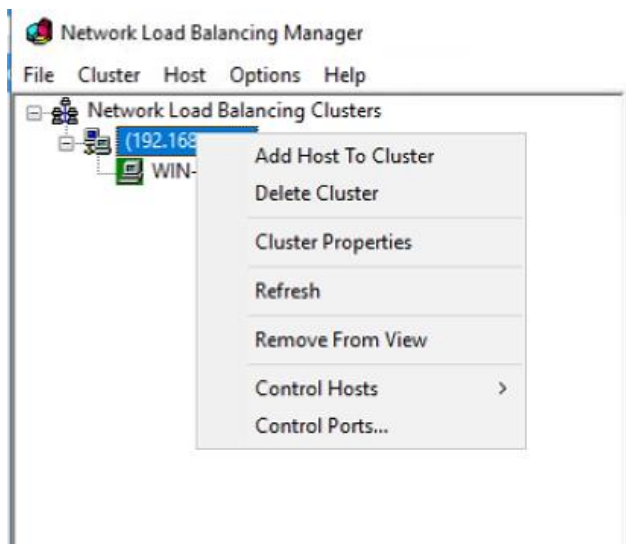 Network Load Balancing Manager
File Cluster Host Options Help
Network Load Balancing Clusters
(192.168
WIN-
Add Host To Cluster
Delete Cluster
Cluster Properties
Refresh
Remove From View
Control Hosts >
Control Ports...